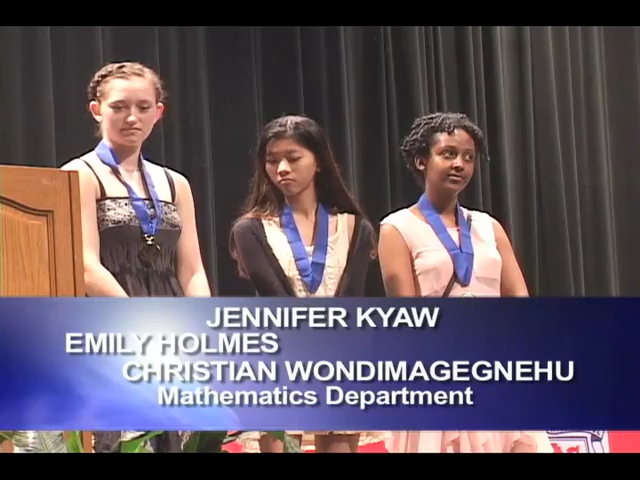 JENNIFER KYAW
EMILY HOLMES
CHRISTIAN WONDIMAGEGNEHU
Mathematics Department